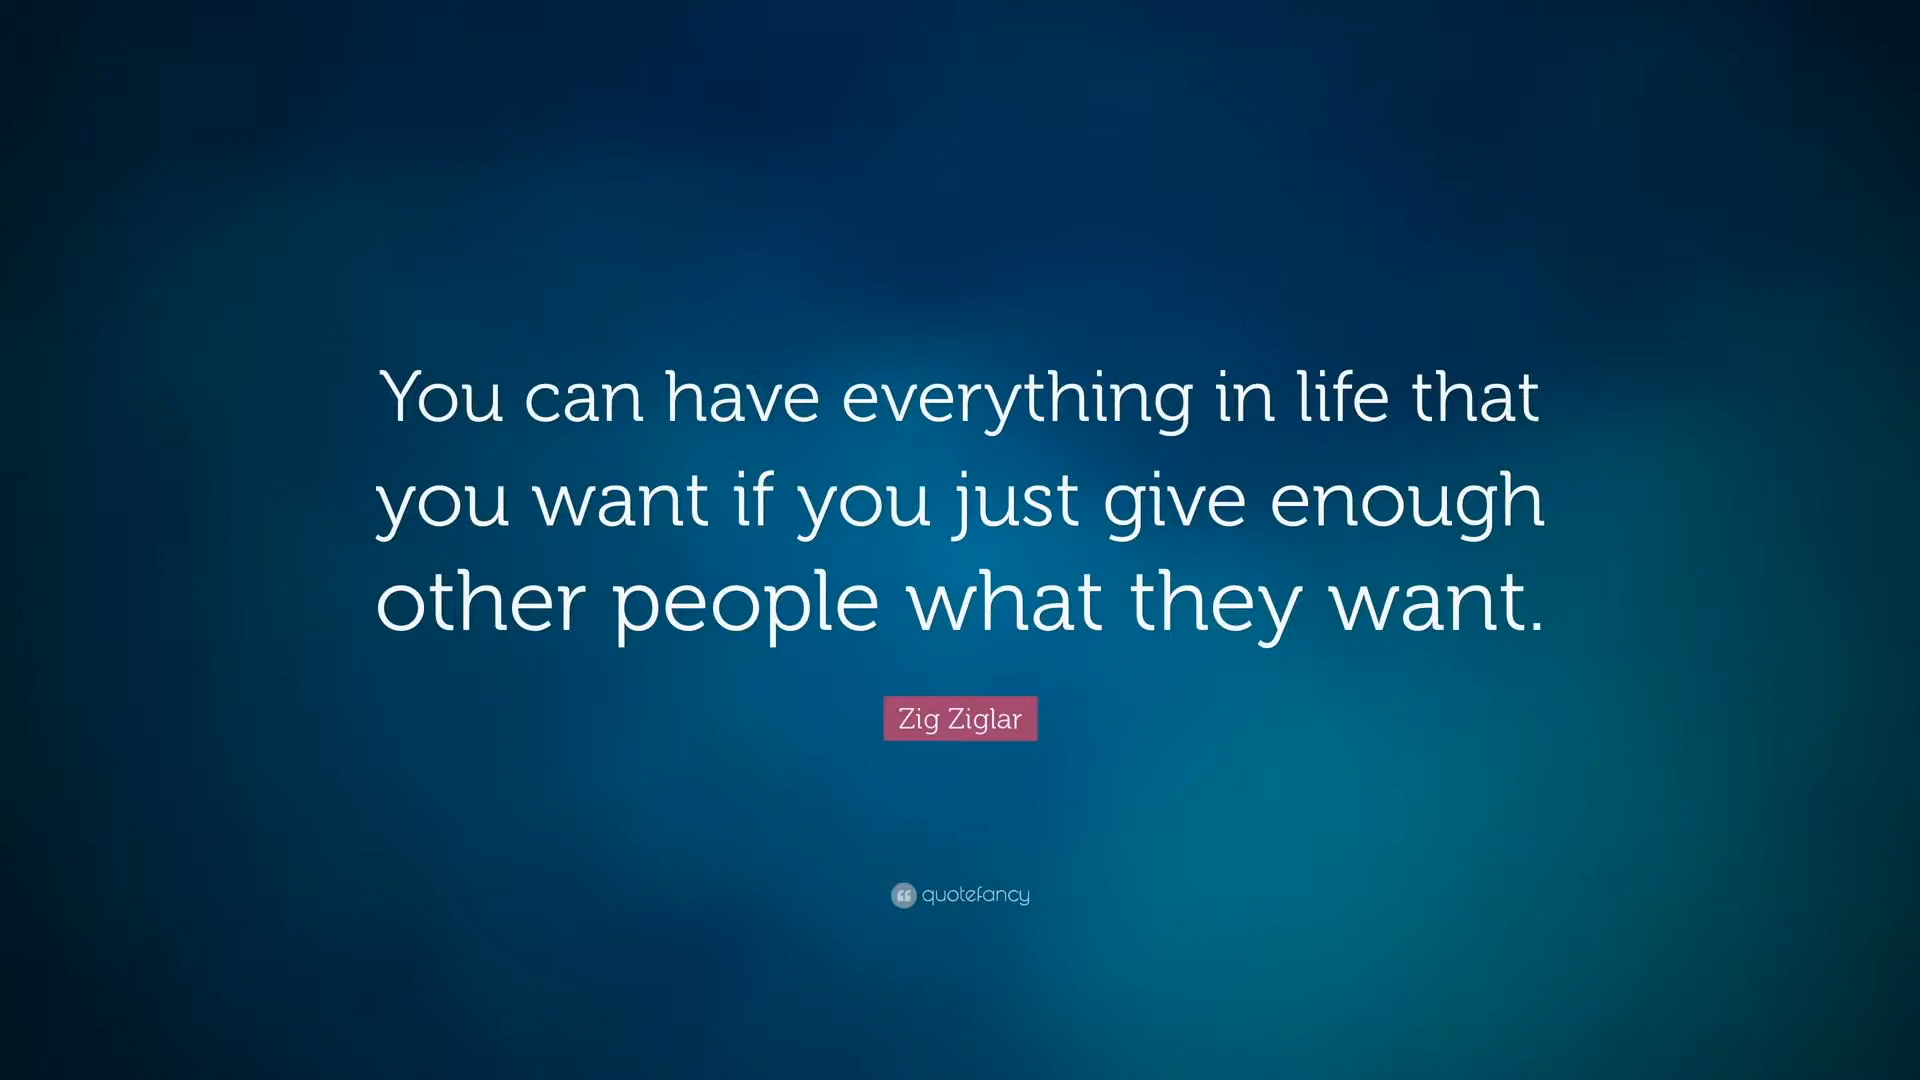 You can have everything in life that
you want if you just give enough
other people what they want.
Zig Ziglar
quotefancy